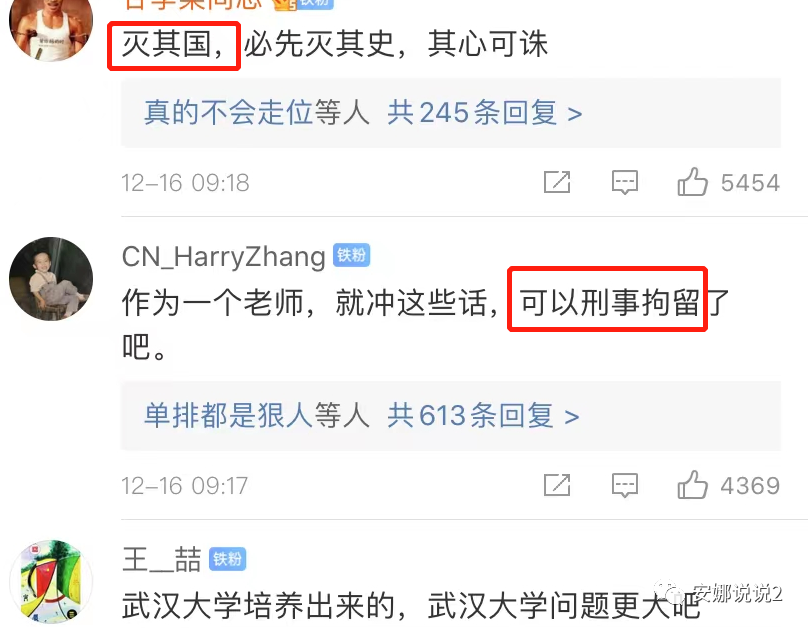 灭其国，必先灭其史，其心可诛
真的不会走位等人 共245条回复 >
12-16 09:18
5454
CN_HarryZhang 铁粉
作为一个老师，就冲这些话，可以刑事拘留了
吧。
单排都是狠人等人 共613条回复 >
12-16 09:17
4369
王__喆 铁粉
武汉大学培养出来的，武汉大学问题更大吧
安娜说说2